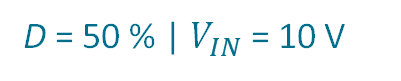 D = 50 % | V_IN = 10 V